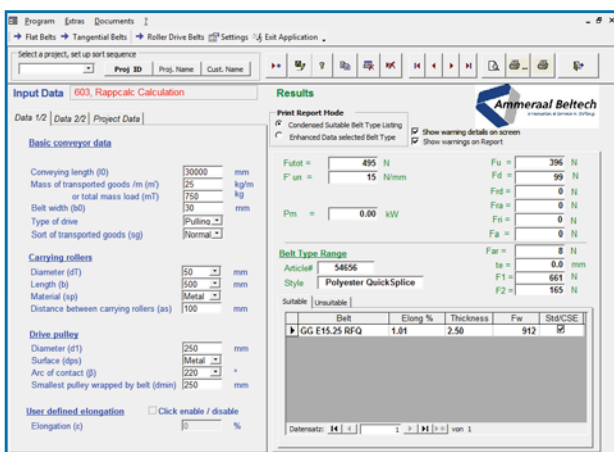 Program Extras Documents ?
Flat Belts Tangential Belts Roller Drive Belts Settings Exit Application
Select a project, set up sort sequence
Proj ID Proj. Name Cust. Name
Input Data 603, Rappcalc Calculation
Data 1/2 Data 2/2 Project Data
Basic conveyor data
Conveying length (l0) 30000 mm
Mass of transported goods /m (m') 25 kg/m
or total mass load (mT) 750 kg
Belt width (b0) 30 mm
Type of drive Pulling
Sort of transported goods (sg) Normal
Carrying rollers
Diameter (dT) 50 mm
Length (b) 500 mm
Material (sp) Metal
Distance between carrying rollers (as) 100 mm
Drive pulley
Diameter (d1) 250 mm
Surface (dps) Metal
Arc of contact (β) 220 °
Smallest pulley wrapped by belt (dmin) 250 mm
User defined elongation Click enable / disable
Elongation (ε) 0 %
Results
Ammeraal Beltech
Print Report Mode
Condensed Suitable Belt Type Listing
Enhanced Data selected Belt Type
Show warning details on screen
Show warnings on Report
Futot = 495 N
F' un = 15 N/mm
Pm = 0.00 kW
Fu = 396 N
Fd = 99 N
Frd = 0 N
Fra = 0 N
Fri = 0 N
Fa = 0 N
Far = 8 N
te = 0.0 mm
F1 = 661 N
F2 = 165 N
Belt Type Range
Article# 54656
Style Polyester QuickSplice
Suitable Unsuitable
Belt Elong % Thickness Fw Std/CSE
GG E15.25 RFQ 1.01 2.50 912
Datensatz: 1 von 1